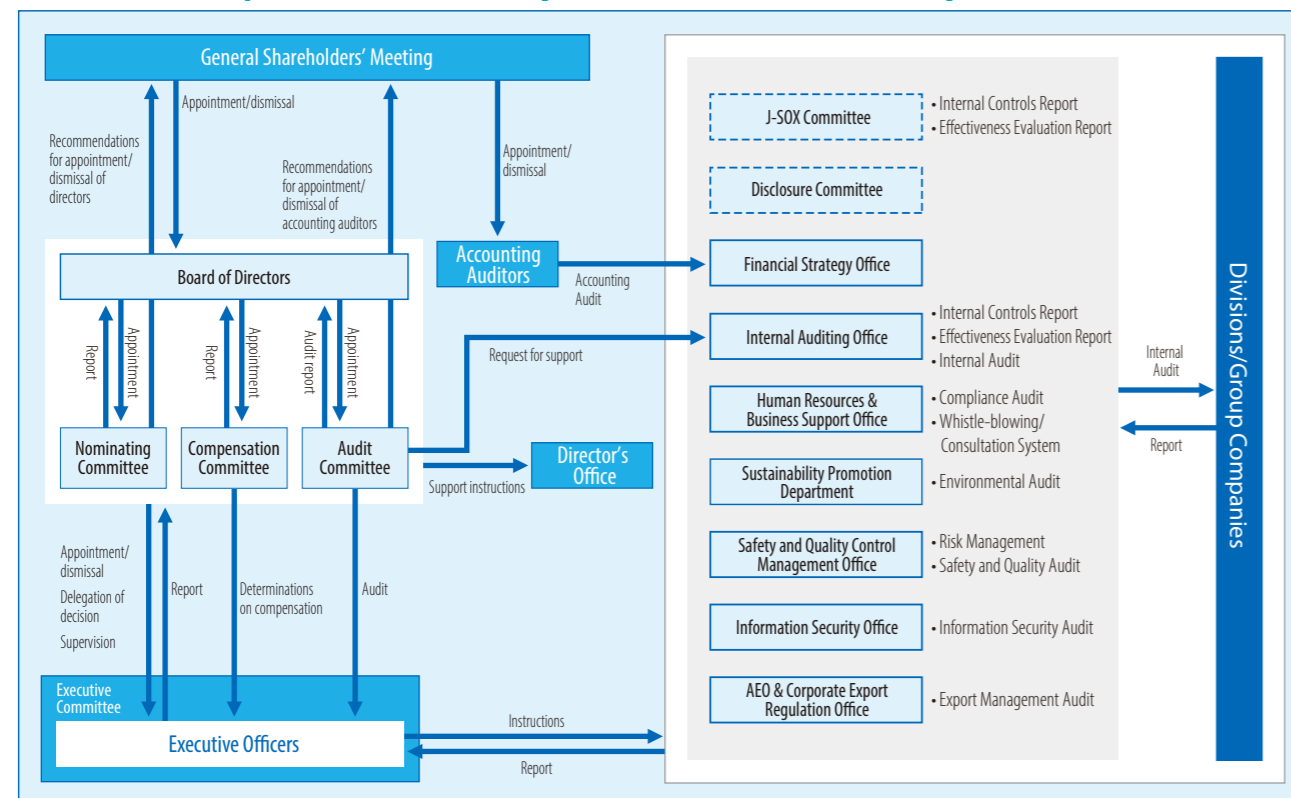 General Shareholders’ Meeting
Appointment/dismissal
Recommendations
for appointment/
dismissal of
directors
Recommendations
for appointment/
dismissal of
accounting auditors
Appointment/
dismissal
Board of Directors
Accounting
Auditors
Accounting
Audit
Report
Appointment
Report
Appointment
Audit report
Appointment
Request for support
Nominating
Committee
Compensation
Committee
Audit
Committee
Director’s
Office
Support instructions
Appointment/
dismissal
Delegation of
decision
Supervision
Report
Determinations
on compensation
Audit
Executive
Committee
Executive Officers
Instructions
Report
J-SOX Committee
• Internal Controls Report
• Effectiveness Evaluation Report
Disclosure Committee
Financial Strategy Office
Internal Auditing Office
• Internal Controls Report
• Effectiveness Evaluation Report
• Internal Audit
Human Resources &
Business Support Office
• Compliance Audit
• Whistle-blowing/
Consultation System
Sustainability Promotion
Department
• Environmental Audit
Safety and Quality Control
Management Office
• Risk Management
• Safety and Quality Audit
Information Security Office
• Information Security Audit
AEO & Corporate Export
Regulation Office
• Export Management Audit
Internal
Audit
Report
Divisions/Group Companies